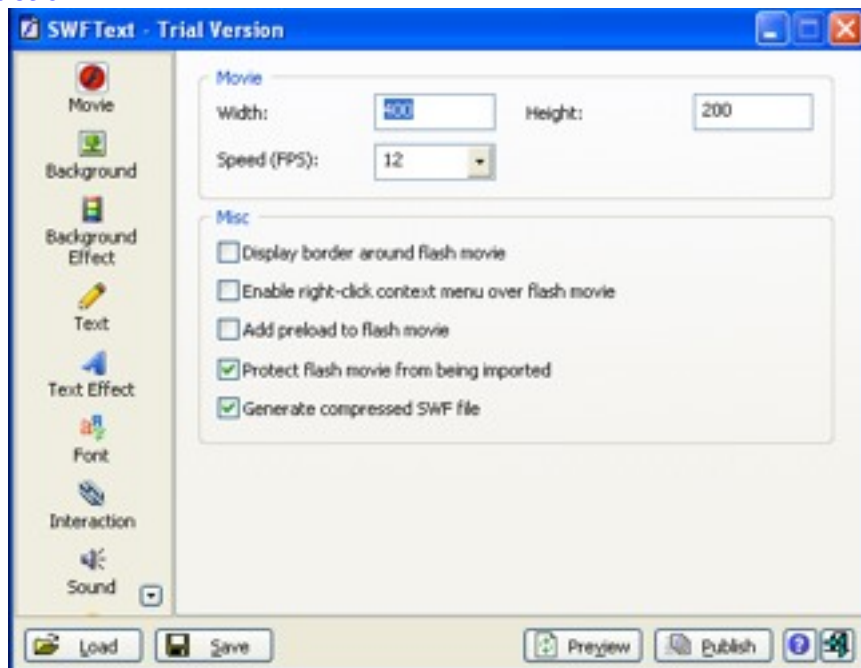 SWFText - Trial Version
Movie
Background
Background
Effect
Text
Text Effect
Font
Interaction
Sound
Movie
Width: 400 Height: 200
Speed (FPS): 12
Misc
Display border around flash movie
Enable right-click context menu over flash movie
Add preload to flash movie
Protect flash movie from being imported
Generate compressed SWF file
Load Save Preview Publish